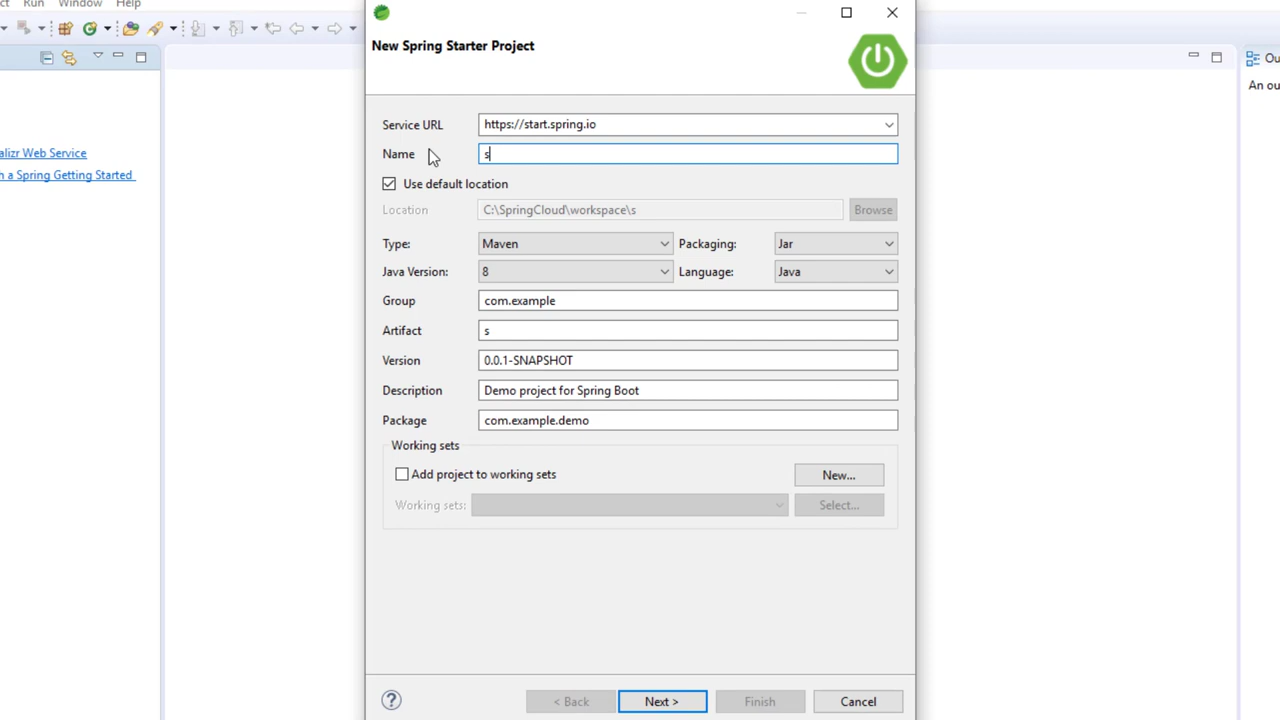 Run Window Help
New Spring Starter Project
Service URL https://start.spring.io
Name s
Use default location
Location C:\SpringCloud\workspace\s Browse
Type: Maven Packaging: Jar
Java Version: 8 Language: Java
Group com.example
Artifact s
Version 0.0.1-SNAPSHOT
Description Demo project for Spring Boot
Package com.example.demo
Working sets
Add project to working sets New...
Working sets: Select...
? < Back Next > Finish Cancel
alizr Web Service
a Spring Getting Started
Ou
An ou